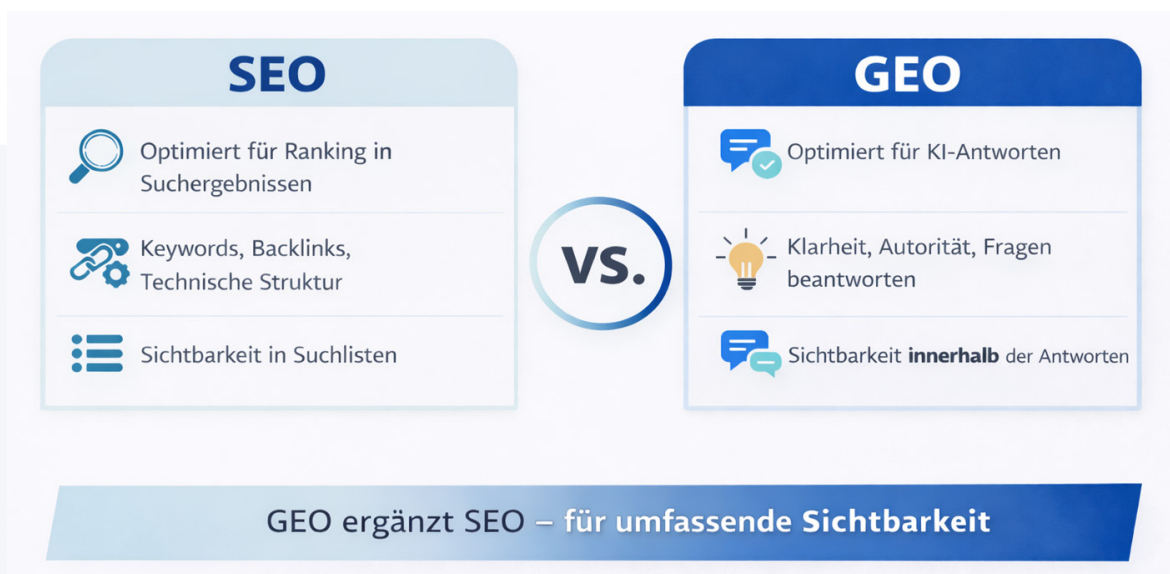 SEO
Optimiert für Ranking in
Suchergebnissen
Keywords, Backlinks,
Technische Struktur
Sichtbarkeit in Suchlisten
VS.
GEO
Optimiert für KI-Antworten
Klarheit, Autorität, Fragen
beantworten
Sichtbarkeit innerhalb der Antworten
GEO ergänzt SEO – für umfassende Sichtbarkeit